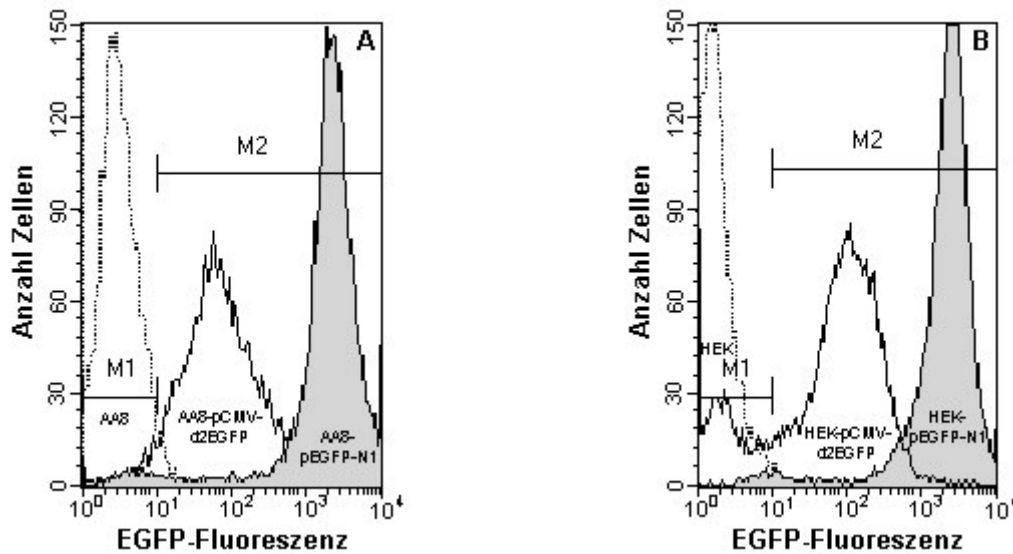 A
150
120
90
60
30
0
Anzahl Zellen
M2
M1
AA8
AA8-pCMV-
d2EGFP
AA8-
pEGFP-N1
10^0 10^1 10^2 10^3 10^4
EGFP-Fluoreszenz
B
150
120
90
60
30
0
Anzahl Zellen
M2
HEK
M1
HEK-pCMV-
d2EGFP
HEK-
pEGFP-N1
10^0 10^1 10^2 10^3 10^4
EGFP-Fluoreszenz